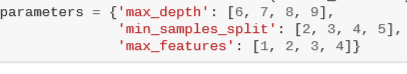 parameters = {'max_depth': [6, 7, 8, 9],
'min_samples_split': [2, 3, 4, 5],
'max_features': [1, 2, 3, 4]}